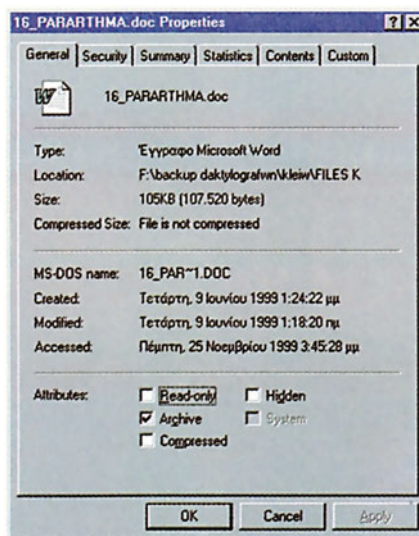 16_PARARTHMA.doc Properties
General Security Summary Statistics Contents Custom
16_PARARTHMA.doc
Type: Έγγραφο Microsoft Word
Location: F:\backup daktylografwn\kleiw\FILES K
Size: 105KB (107.520 bytes)
Compressed Size: File is not compressed
MS-DOS name: 16_PAR~1.DOC
Created: Τετάρτη, 9 Ιουνίου 1999 1:24:22 μμ
Modified: Τετάρτη, 9 Ιουνίου 1999 1:18:20 πμ
Accessed: Πέμπτη, 25 Νοεμβρίου 1999 3:45:28 μμ
Attributes: Read-only Hidden
Archive System
Compressed
OK Cancel Apply